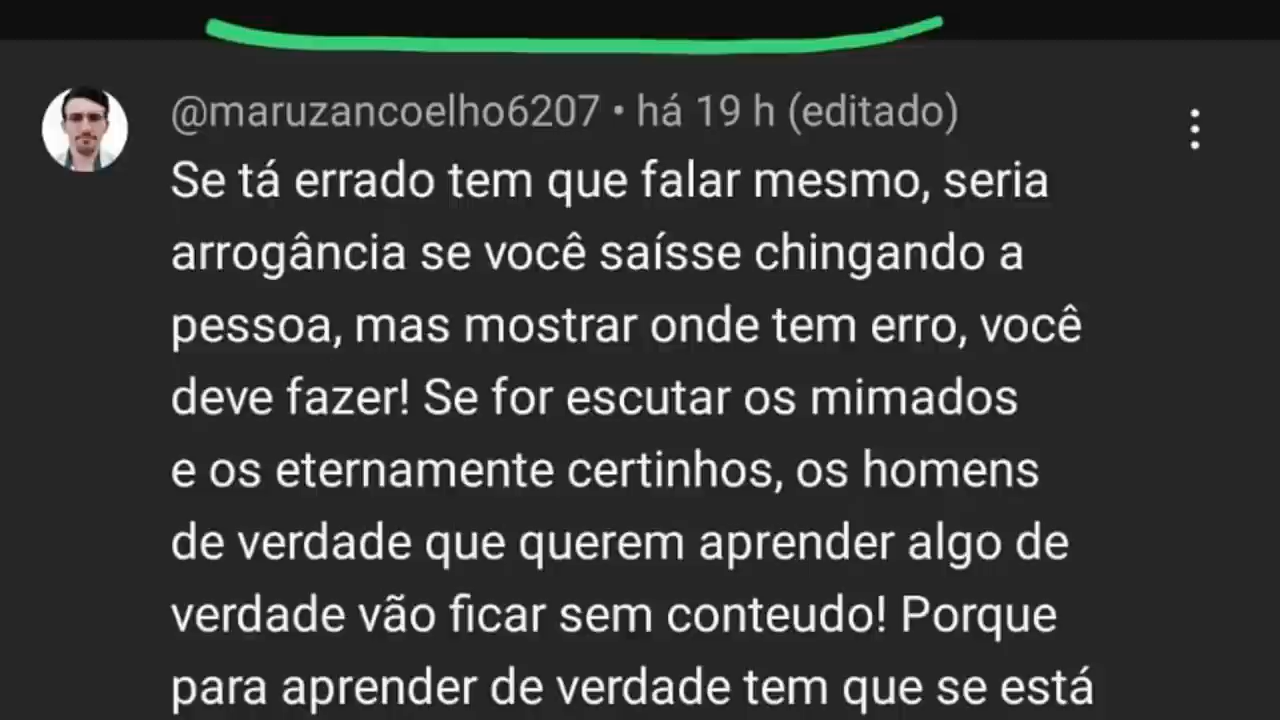 @maruzancoelho6207 • há 19 h (editado)
Se tá errado tem que falar mesmo, seria
arrogância se você saísse chingando a
pessoa, mas mostrar onde tem erro, você
deve fazer! Se for escutar os mimados
e os eternamente certinhos, os homens
de verdade que querem aprender algo de
verdade vão ficar sem conteudo! Porque
para aprender de verdade tem que se está